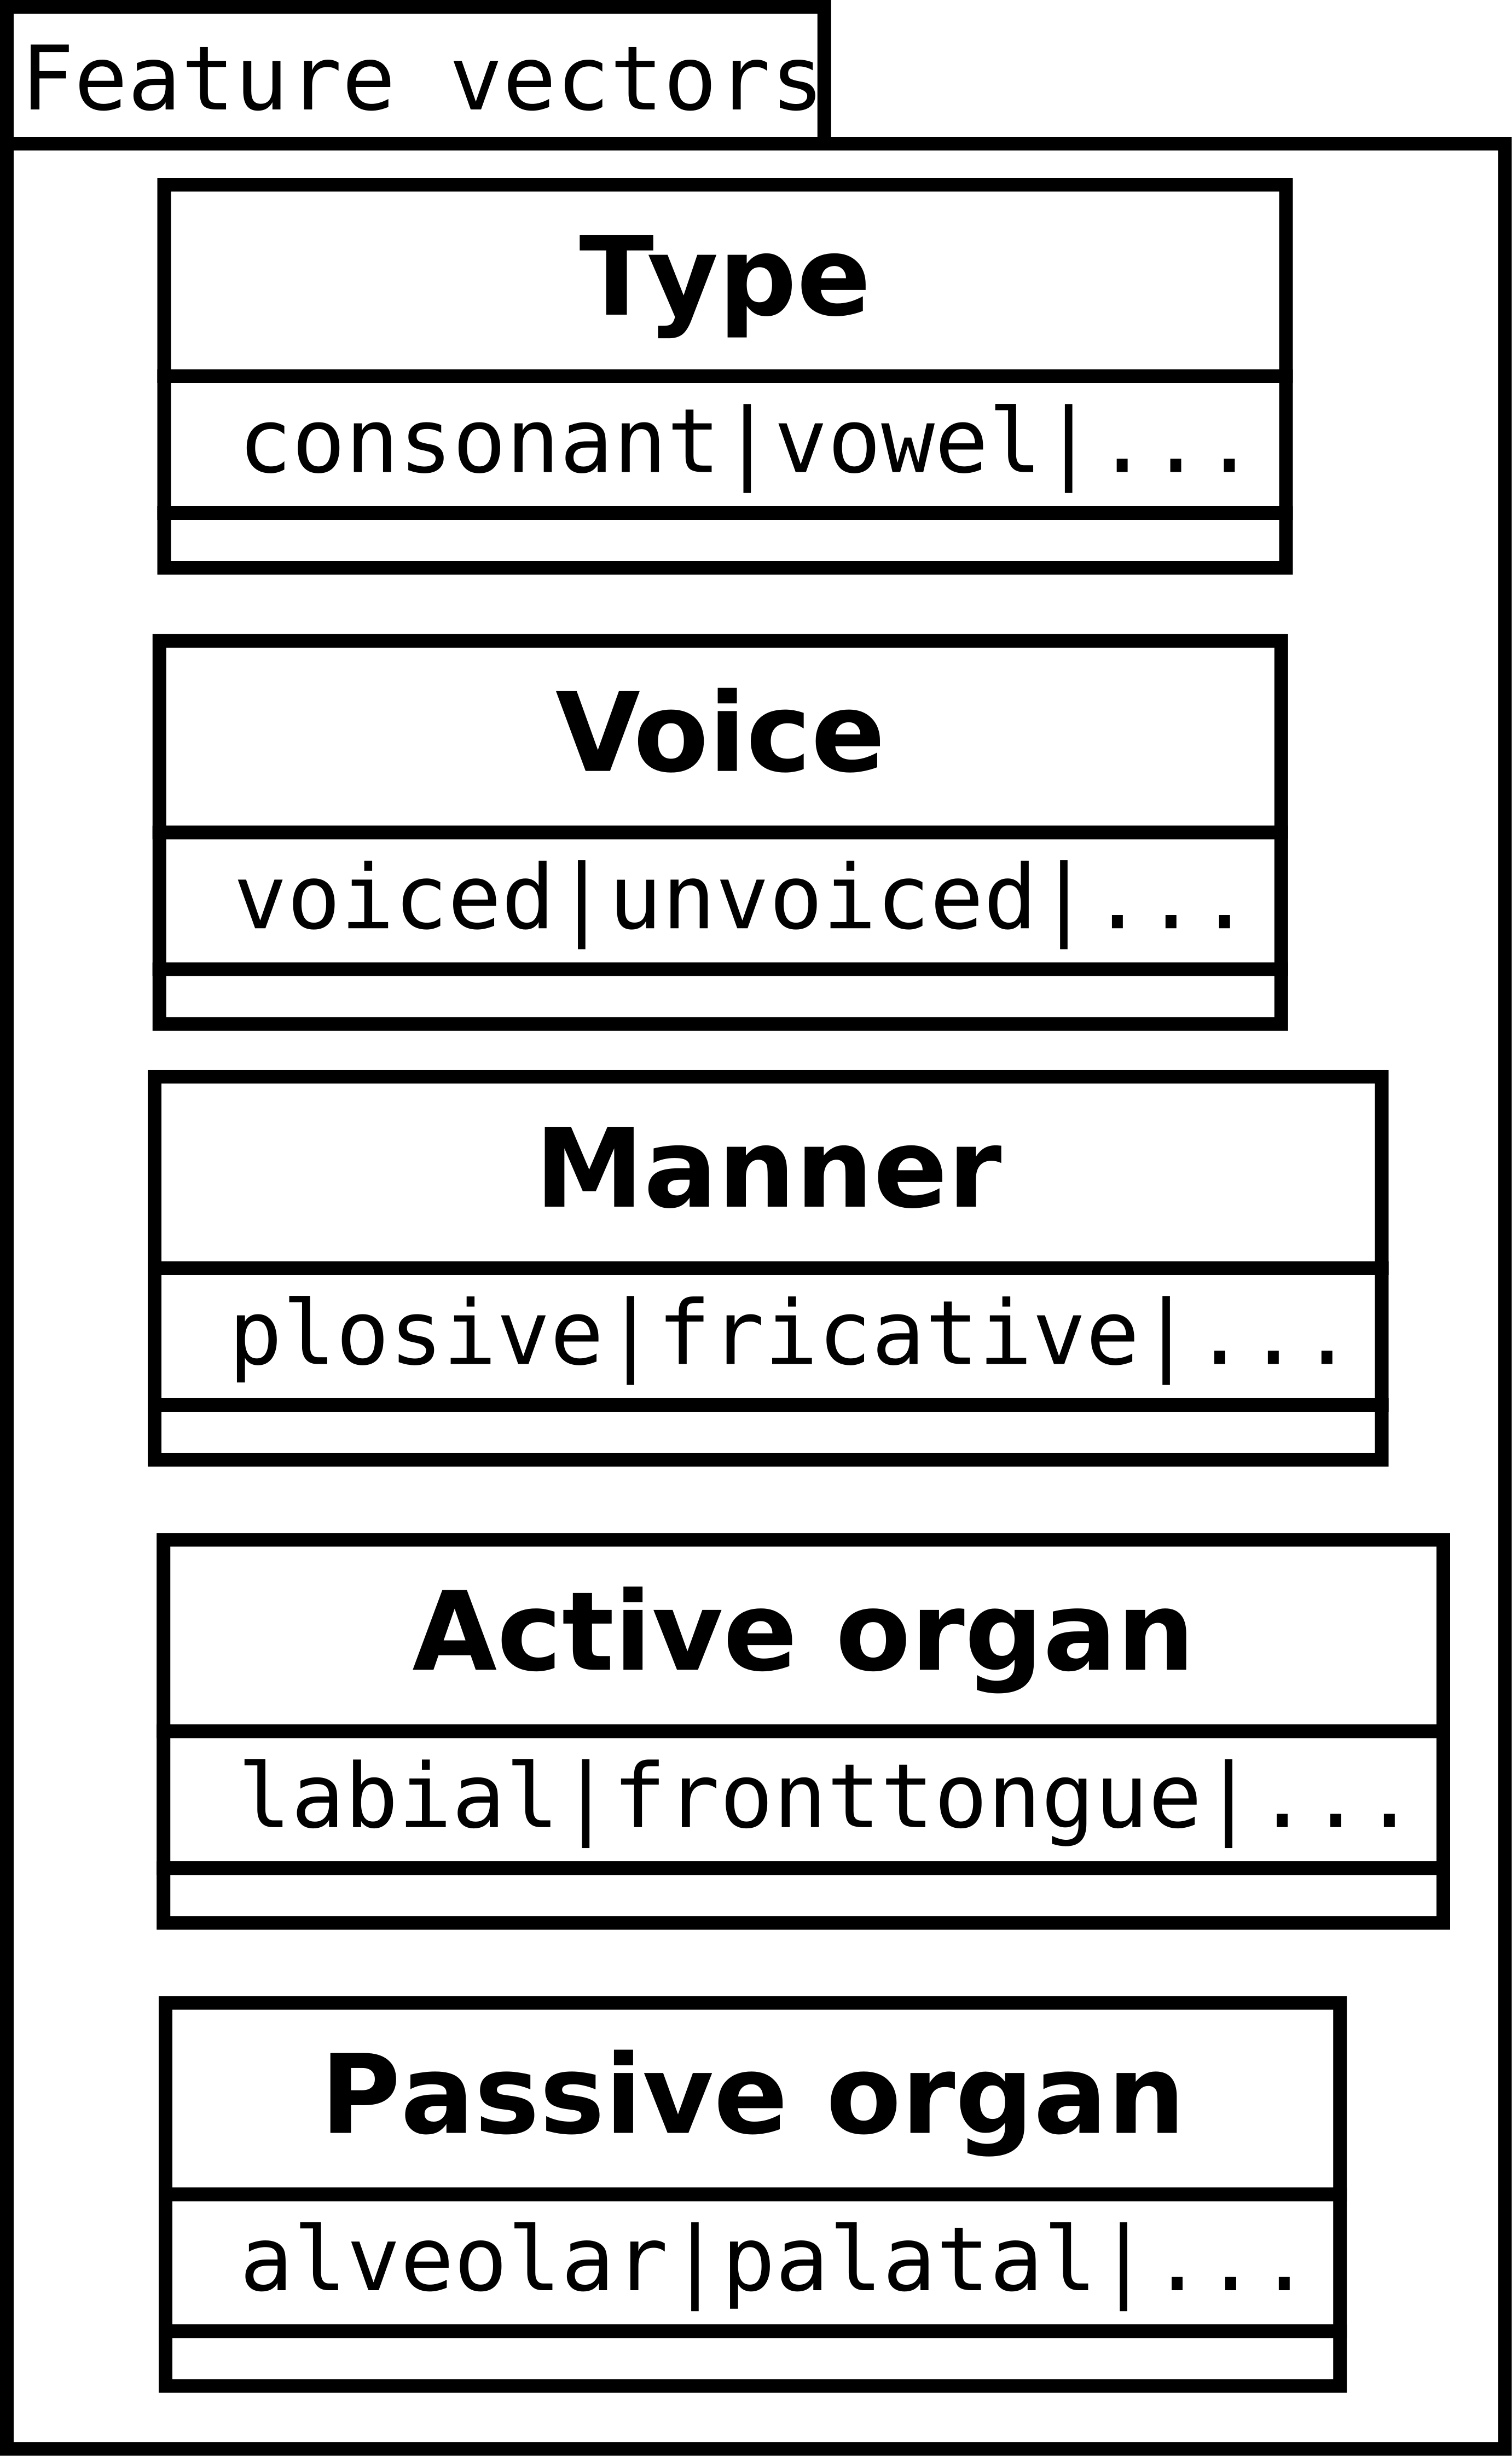 Feature vectors
Type
consonant|vowel|...
Voice
voiced|unvoiced|...
Manner
plosive|fricative|...
Active organ
labial|fronttongue|...
Passive organ
alveolar|palatal|...